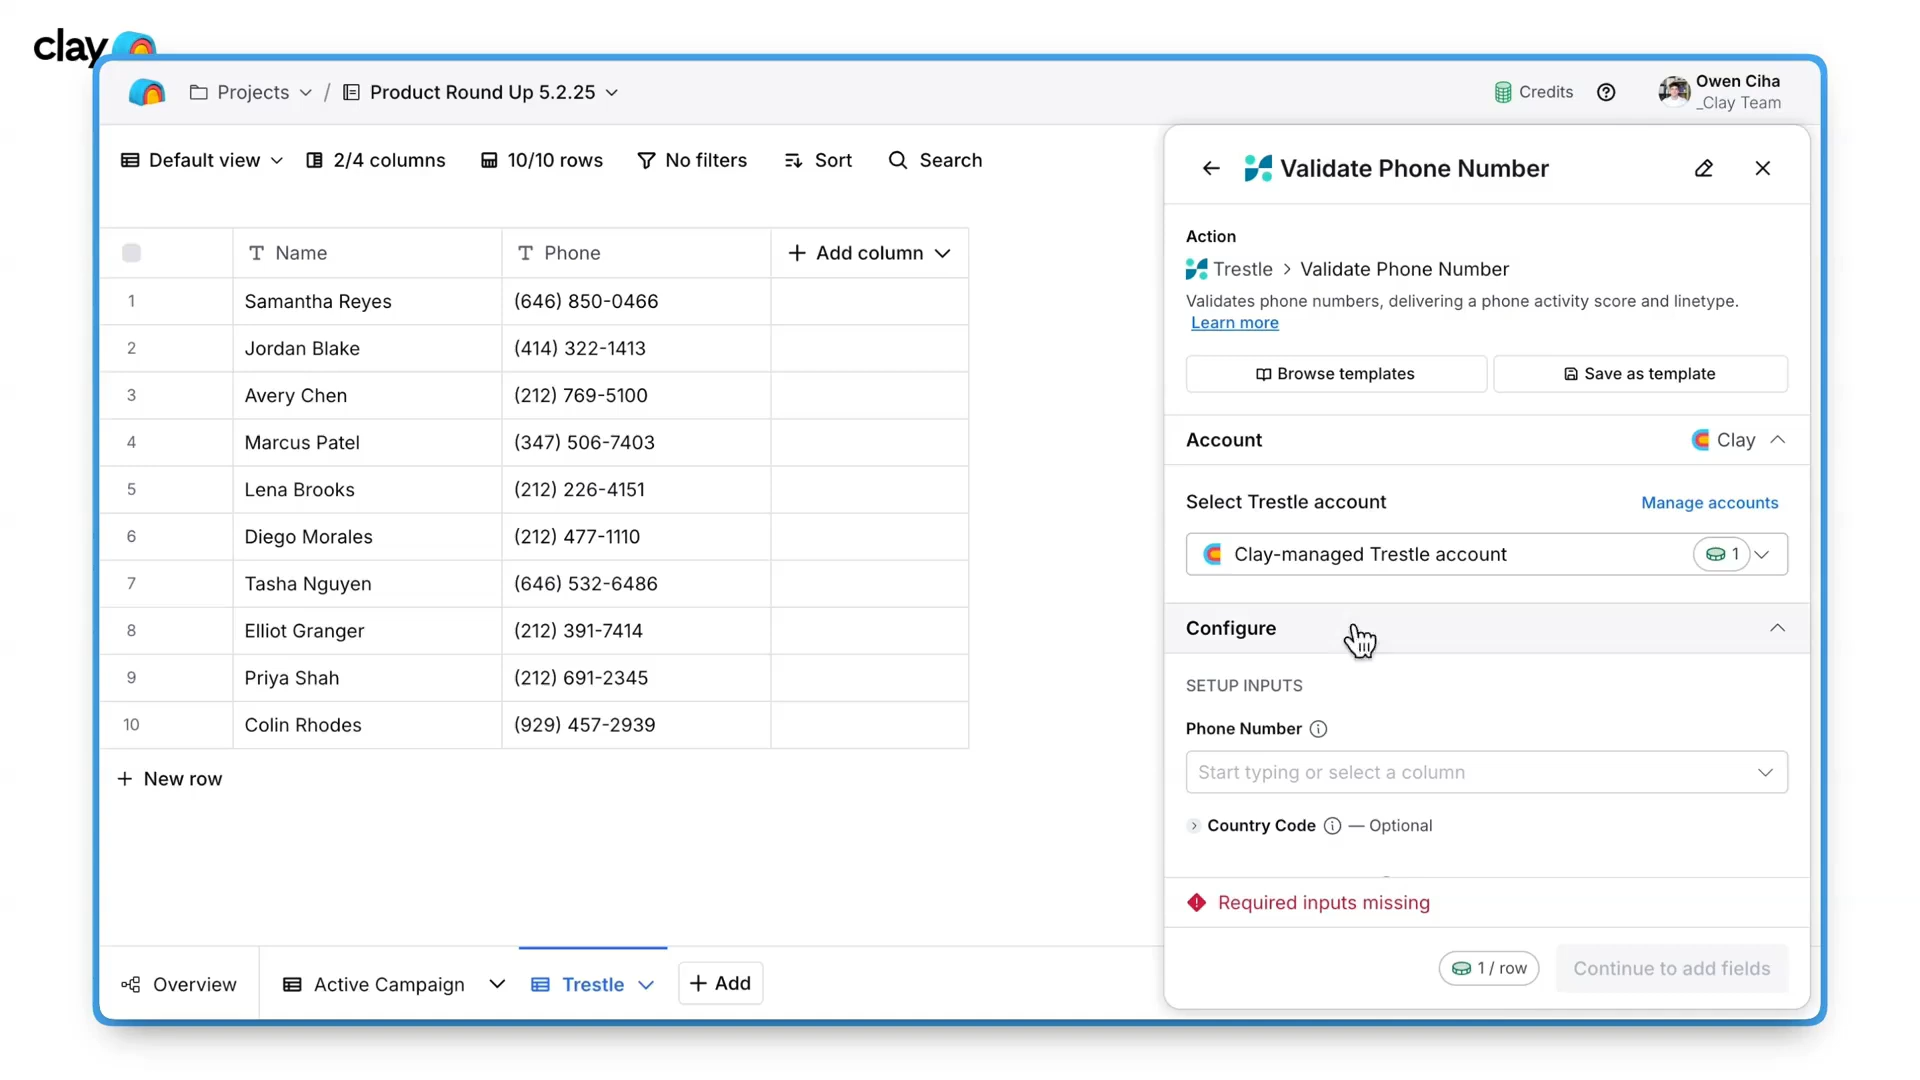 clay
Projects / Product Round Up 5.2.25
Credits
Owen Ciha
_Clay Team
Default view
2/4 columns
10/10 rows
No filters
Sort
Search
Name
Phone
+ Add column
1 Samantha Reyes (646) 850-0466
2 Jordan Blake (414) 322-1413
3 Avery Chen (212) 769-5100
4 Marcus Patel (347) 506-7403
5 Lena Brooks (212) 226-4151
6 Diego Morales (212) 477-1110
7 Tasha Nguyen (646) 532-6486
8 Elliot Granger (212) 391-7414
9 Priya Shah (212) 691-2345
10 Colin Rhodes (929) 457-2939
+ New row
Overview
Active Campaign
Trestle
+ Add
Validate Phone Number
Action
Trestle > Validate Phone Number
Validates phone numbers, delivering a phone activity score and linetype.
Learn more
Browse templates
Save as template
Account
Clay
Select Trestle account
Manage accounts
Clay-managed Trestle account
1
Configure
SETUP INPUTS
Phone Number
Start typing or select a column
Country Code — Optional
Required inputs missing
1 / row
Continue to add fields